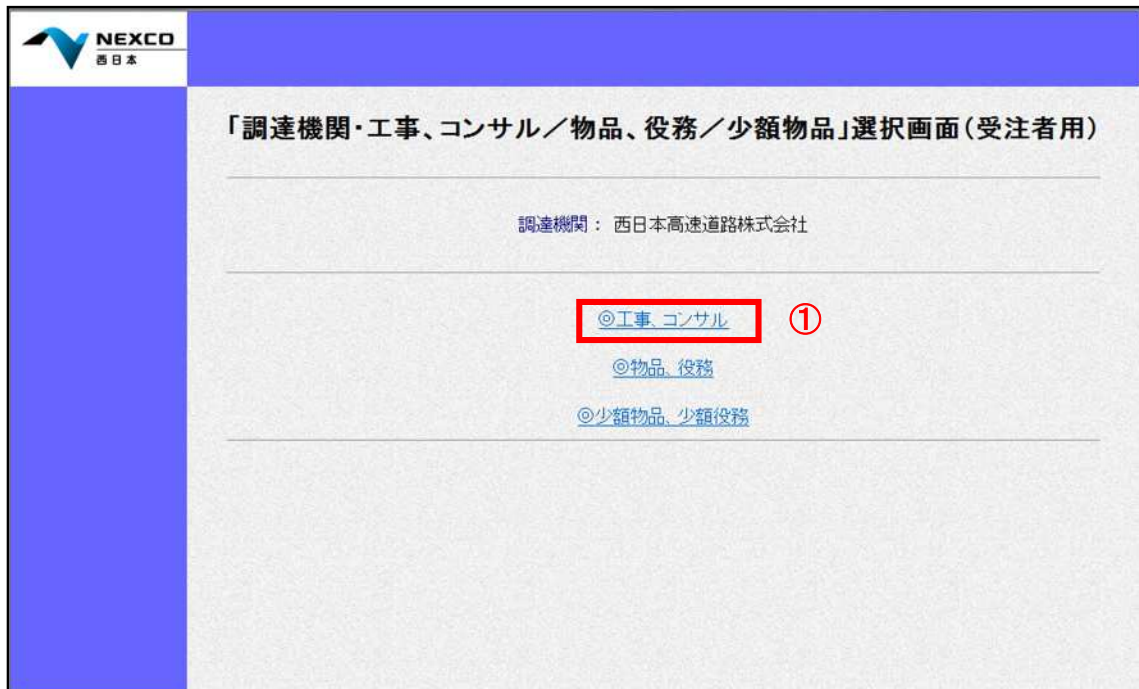 NEXCO
西日本
「調達機関・工事、コンサル／物品、役務／少額物品」選択画面(受注者用)
調達機関： 西日本高速道路株式会社
◎工事、コンサル
①
◎物品、役務
◎少額物品、少額役務